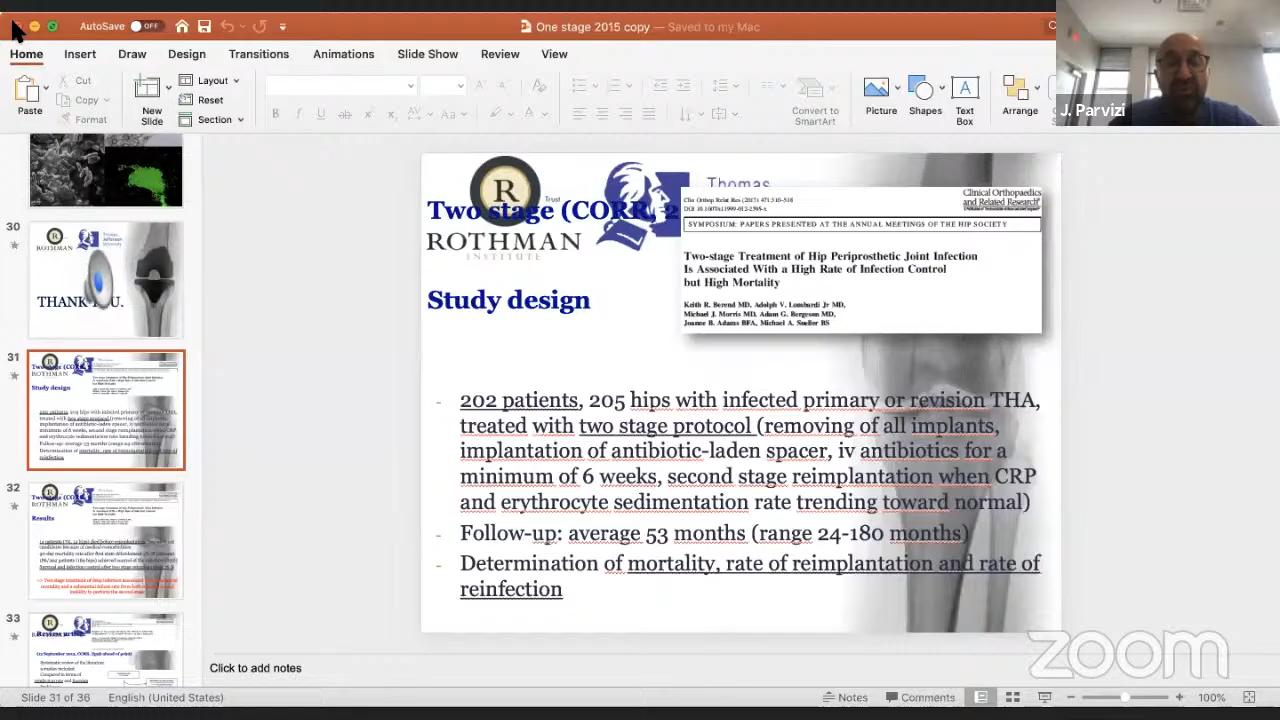 AutoSave OFF
One stage 2015 copy — Saved to my Mac
Home Insert Draw Design Transitions Animations Slide Show Review View
Paste
Cut
Copy
Format
New Slide
Layout
Reset
Section
Convert to SmartArt
Picture
Shapes
Text Box
Arrange
J. Parvizi
30
ROTHMAN
THANK YOU.
31
Study design
32
Results
33
Two stage (CORR, 2
R
Trust
ROTHMAN
INSTITUTE
Thomas
Clinical Orthopaedics
and Related Research®
SYMPOSIUM: PAPERS PRESENTED AT THE ANNUAL MEETINGS OF THE HIP SOCIETY
Two-stage Treatment of Hip Periprosthetic Joint Infection
Is Associated With a High Rate of Infection Control
but High Mortality
Keith R. Berend MD, Adolph V. Lombardi Jr MD,
Michael J. Morris MD, Adam G. Bergeson MD,
Joanne B. Adams BFA, Michael A. Sneller BS
Study design
- 202 patients, 205 hips with infected primary or revision THA,
treated with two stage protocol (removing of all implants,
implantation of antibiotic-laden spacer, iv antibiotics for a
minimum of 6 weeks, second stage reimplantation when CRP
and erythrocyte sedimentation rate trending towand normal)
- Follow-up: average 53 months (range 24-180 months)
- Determination of mortality, rate of reimplantation and rate of
reinfection
zoom
Click to add notes
Slide 31 of 36 English (United States) Notes Comments 100%